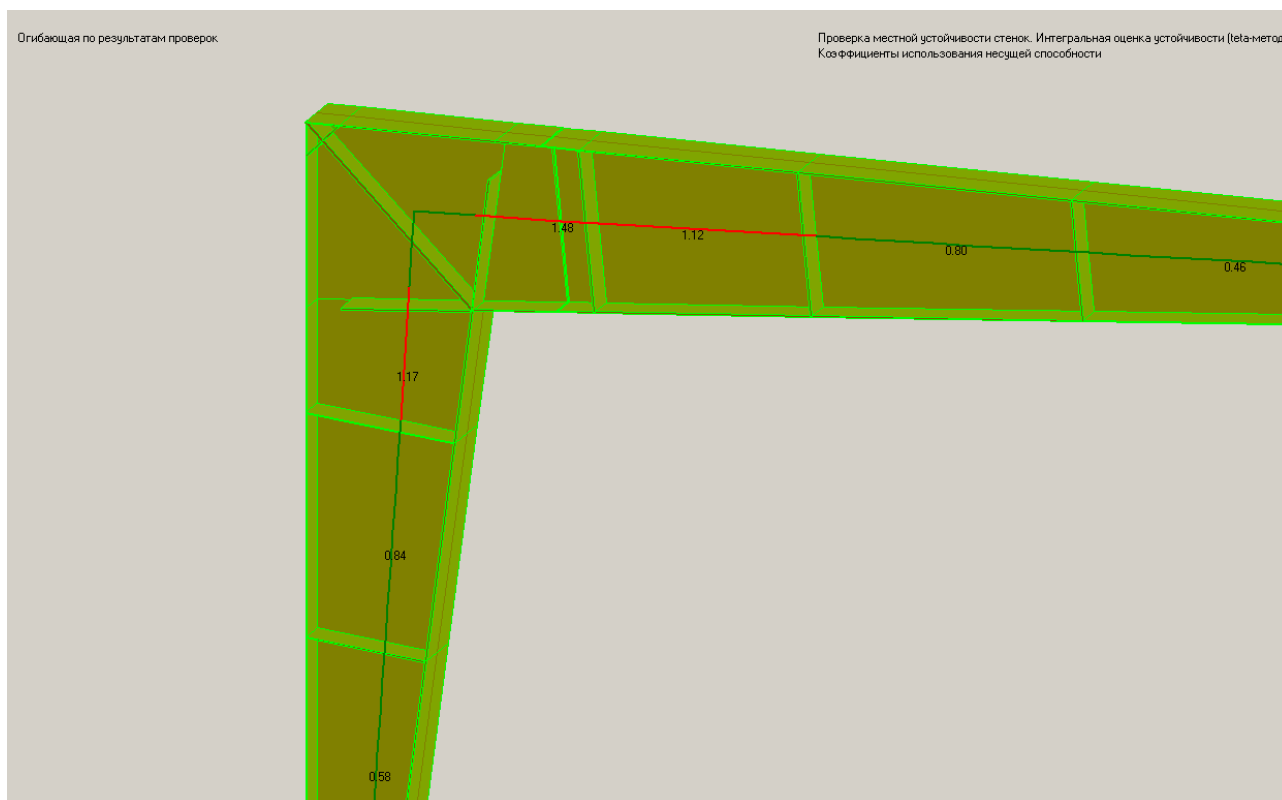 Огибающая по результатам проверок
Проверка местной устойчивости стенок. Интегральная оценка устойчивости (teta-метод
Коэффициенты использования несущей способности
1.48
1.12
0.80
0.46
1.17
0.84
0.58